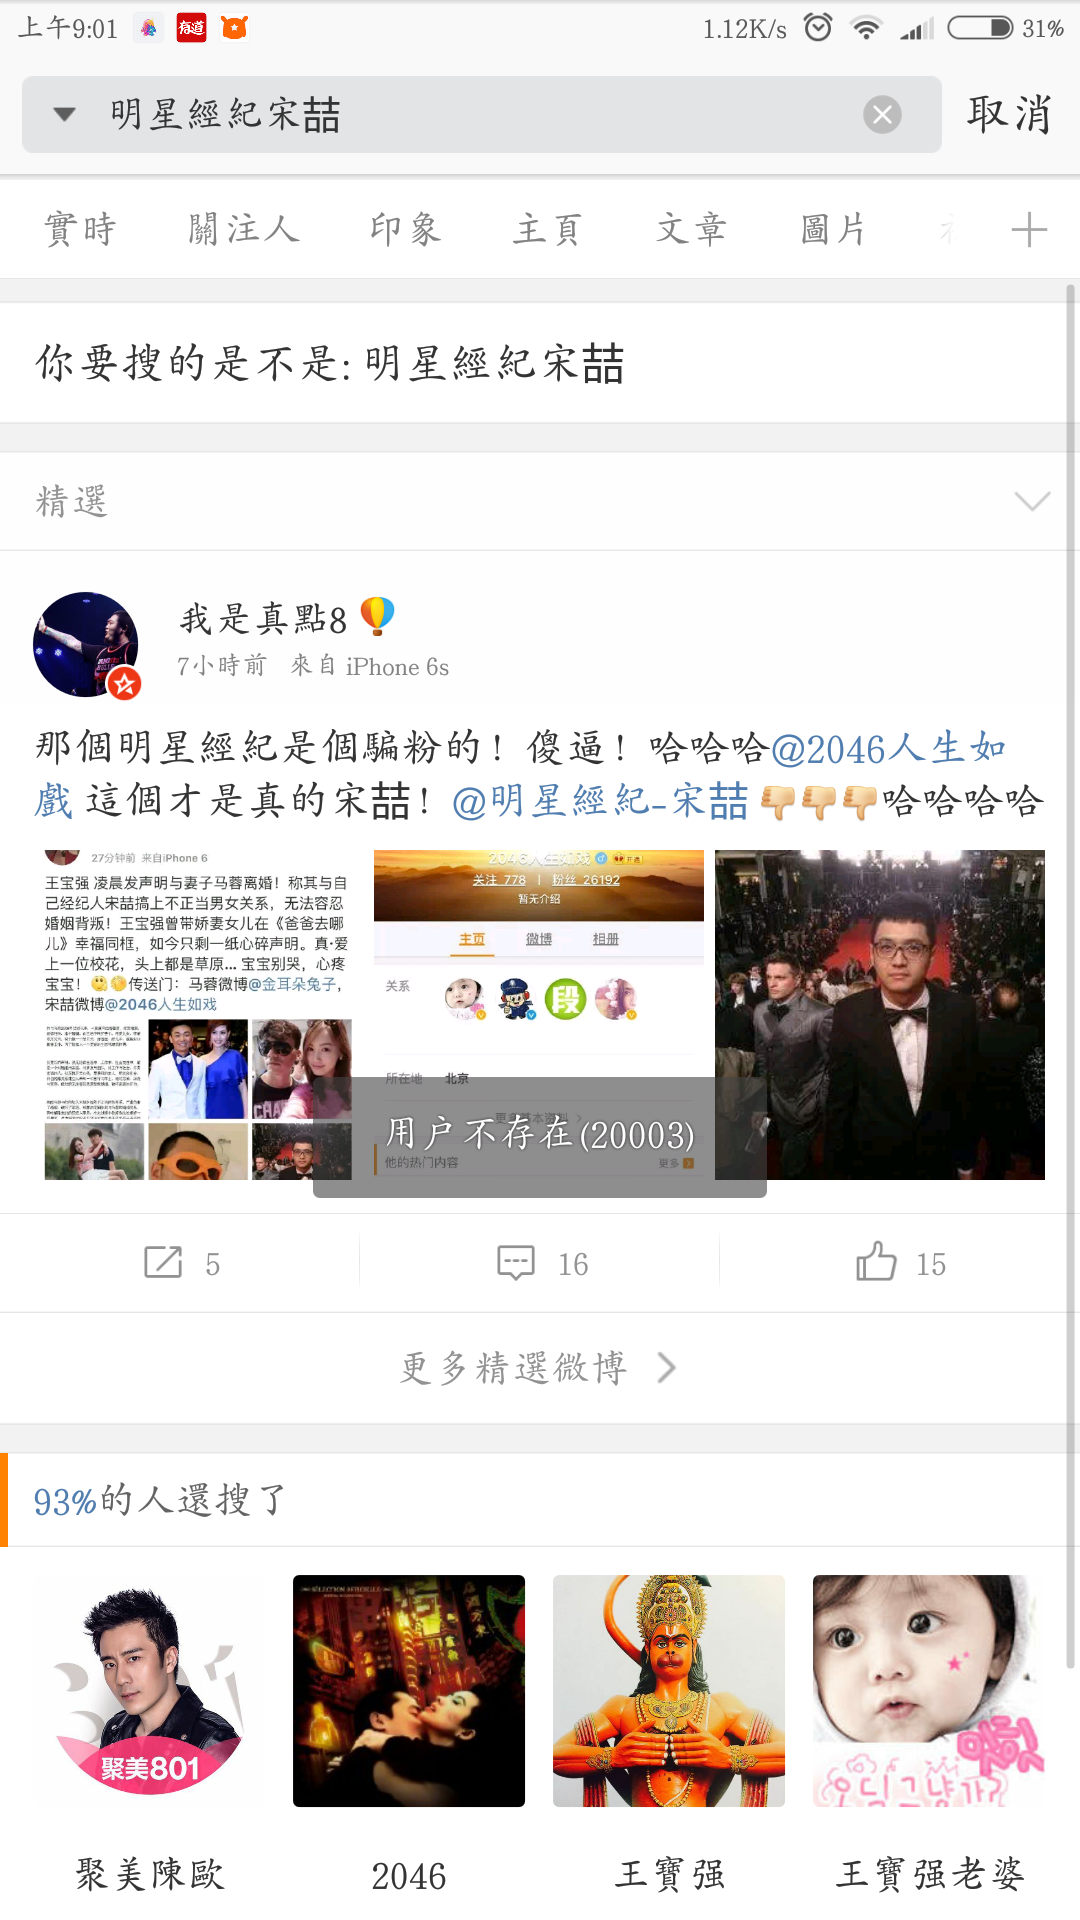 上午9:01
有道
1.12K/s
31%
明星經紀宋喆
取消
實時 關注人 印象 主頁 文章 圖片
你要搜的是不是: 明星經紀宋喆
精選
我是真點8
7小時前 來自 iPhone 6s
那個明星經紀是個騙粉的！傻逼！哈哈哈@2046人生如
戲 這個才是真的宋喆！@明星經紀-宋喆 👎👎👎哈哈哈哈
27分钟前 来自iPhone 6
王宝强 凌晨发声明与妻子马蓉离婚！称其与自
己经纪人宋喆搞上不正当男女关系，无法容忍
婚姻背叛！王宝强曾带娇妻女儿在《爸爸去哪
儿》幸福同框，如今只剩一纸心碎声明。真·爱
上一位校花，头上都是草原... 宝宝别哭，心疼
宝宝！传送门：马蓉微博@金耳朵兔子，
宋喆微博@2046人生如戏
2046人生如戏
关注 778 | 粉丝 26192
暂无介绍
主页 微博 相册
关系
段
所在地 北京
更多基本资料 >
用户不存在(20003)
他的热门内容 更多
5
16
15
更多精選微博
93%的人還搜了
聚美801
聚美陳歐
2046
王寶强
王寶强老婆